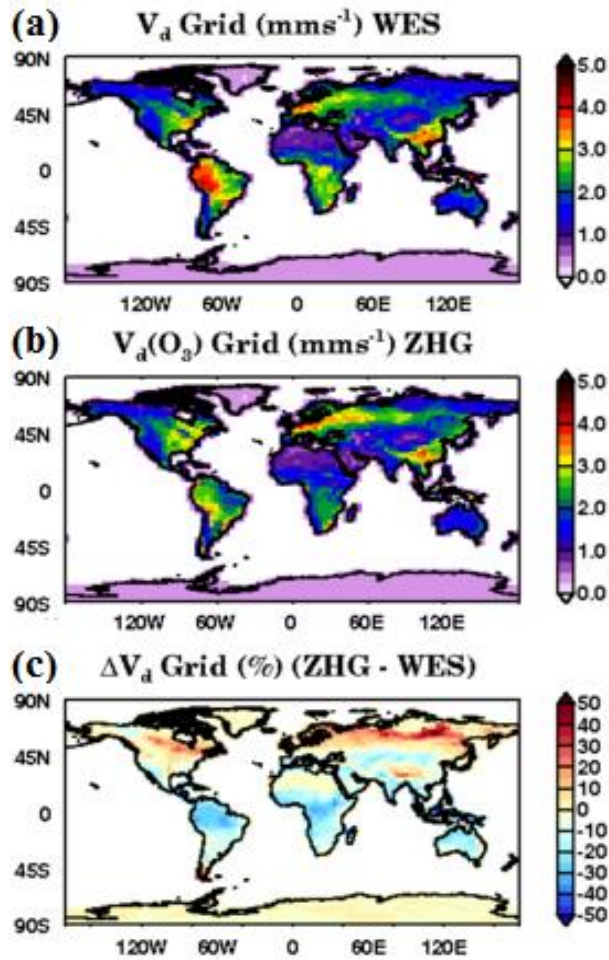 (a) V_d Grid (mms⁻¹) WES
90N
45N
0
45S
90S
120W 60W 0 60E 120E
5.0
4.0
3.0
2.0
1.0
0.0
(b) V_d(O₃) Grid (mms⁻¹) ZHG
90N
45N
0
45S
90S
120W 60W 0 60E 120E
5.0
4.0
3.0
2.0
1.0
0.0
(c) ΔV_d Grid (%) (ZHG - WES)
90N
45N
0
45S
90S
120W 60W 0 60E 120E
50
40
30
20
10
0
-10
-20
-30
-40
-50